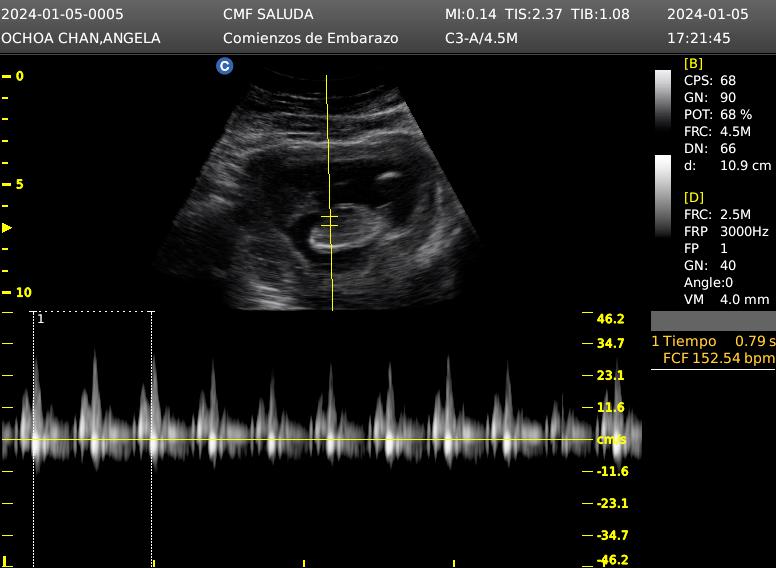 2024-01-05-0005 CMF SALUDA MI:0.14 TIS:2.37 TIB:1.08 2024-01-05
OCHOA CHAN,ANGELA Comienzos de Embarazo C3-A/4.5M 17:21:45
C
0
5
10
[B]
CPS: 68
GN: 90
POT: 68 %
FRC: 4.5M
DN: 66
d: 10.9 cm
[D]
FRC: 2.5M
FRP 3000Hz
FP 1
GN: 40
Angle:0
VM 4.0 mm
1 Tiempo 0.79 s
FCF 152.54 bpm
1
46.2
34.7
23.1
11.6
cm/s
-11.6
-23.1
-34.7
-46.2